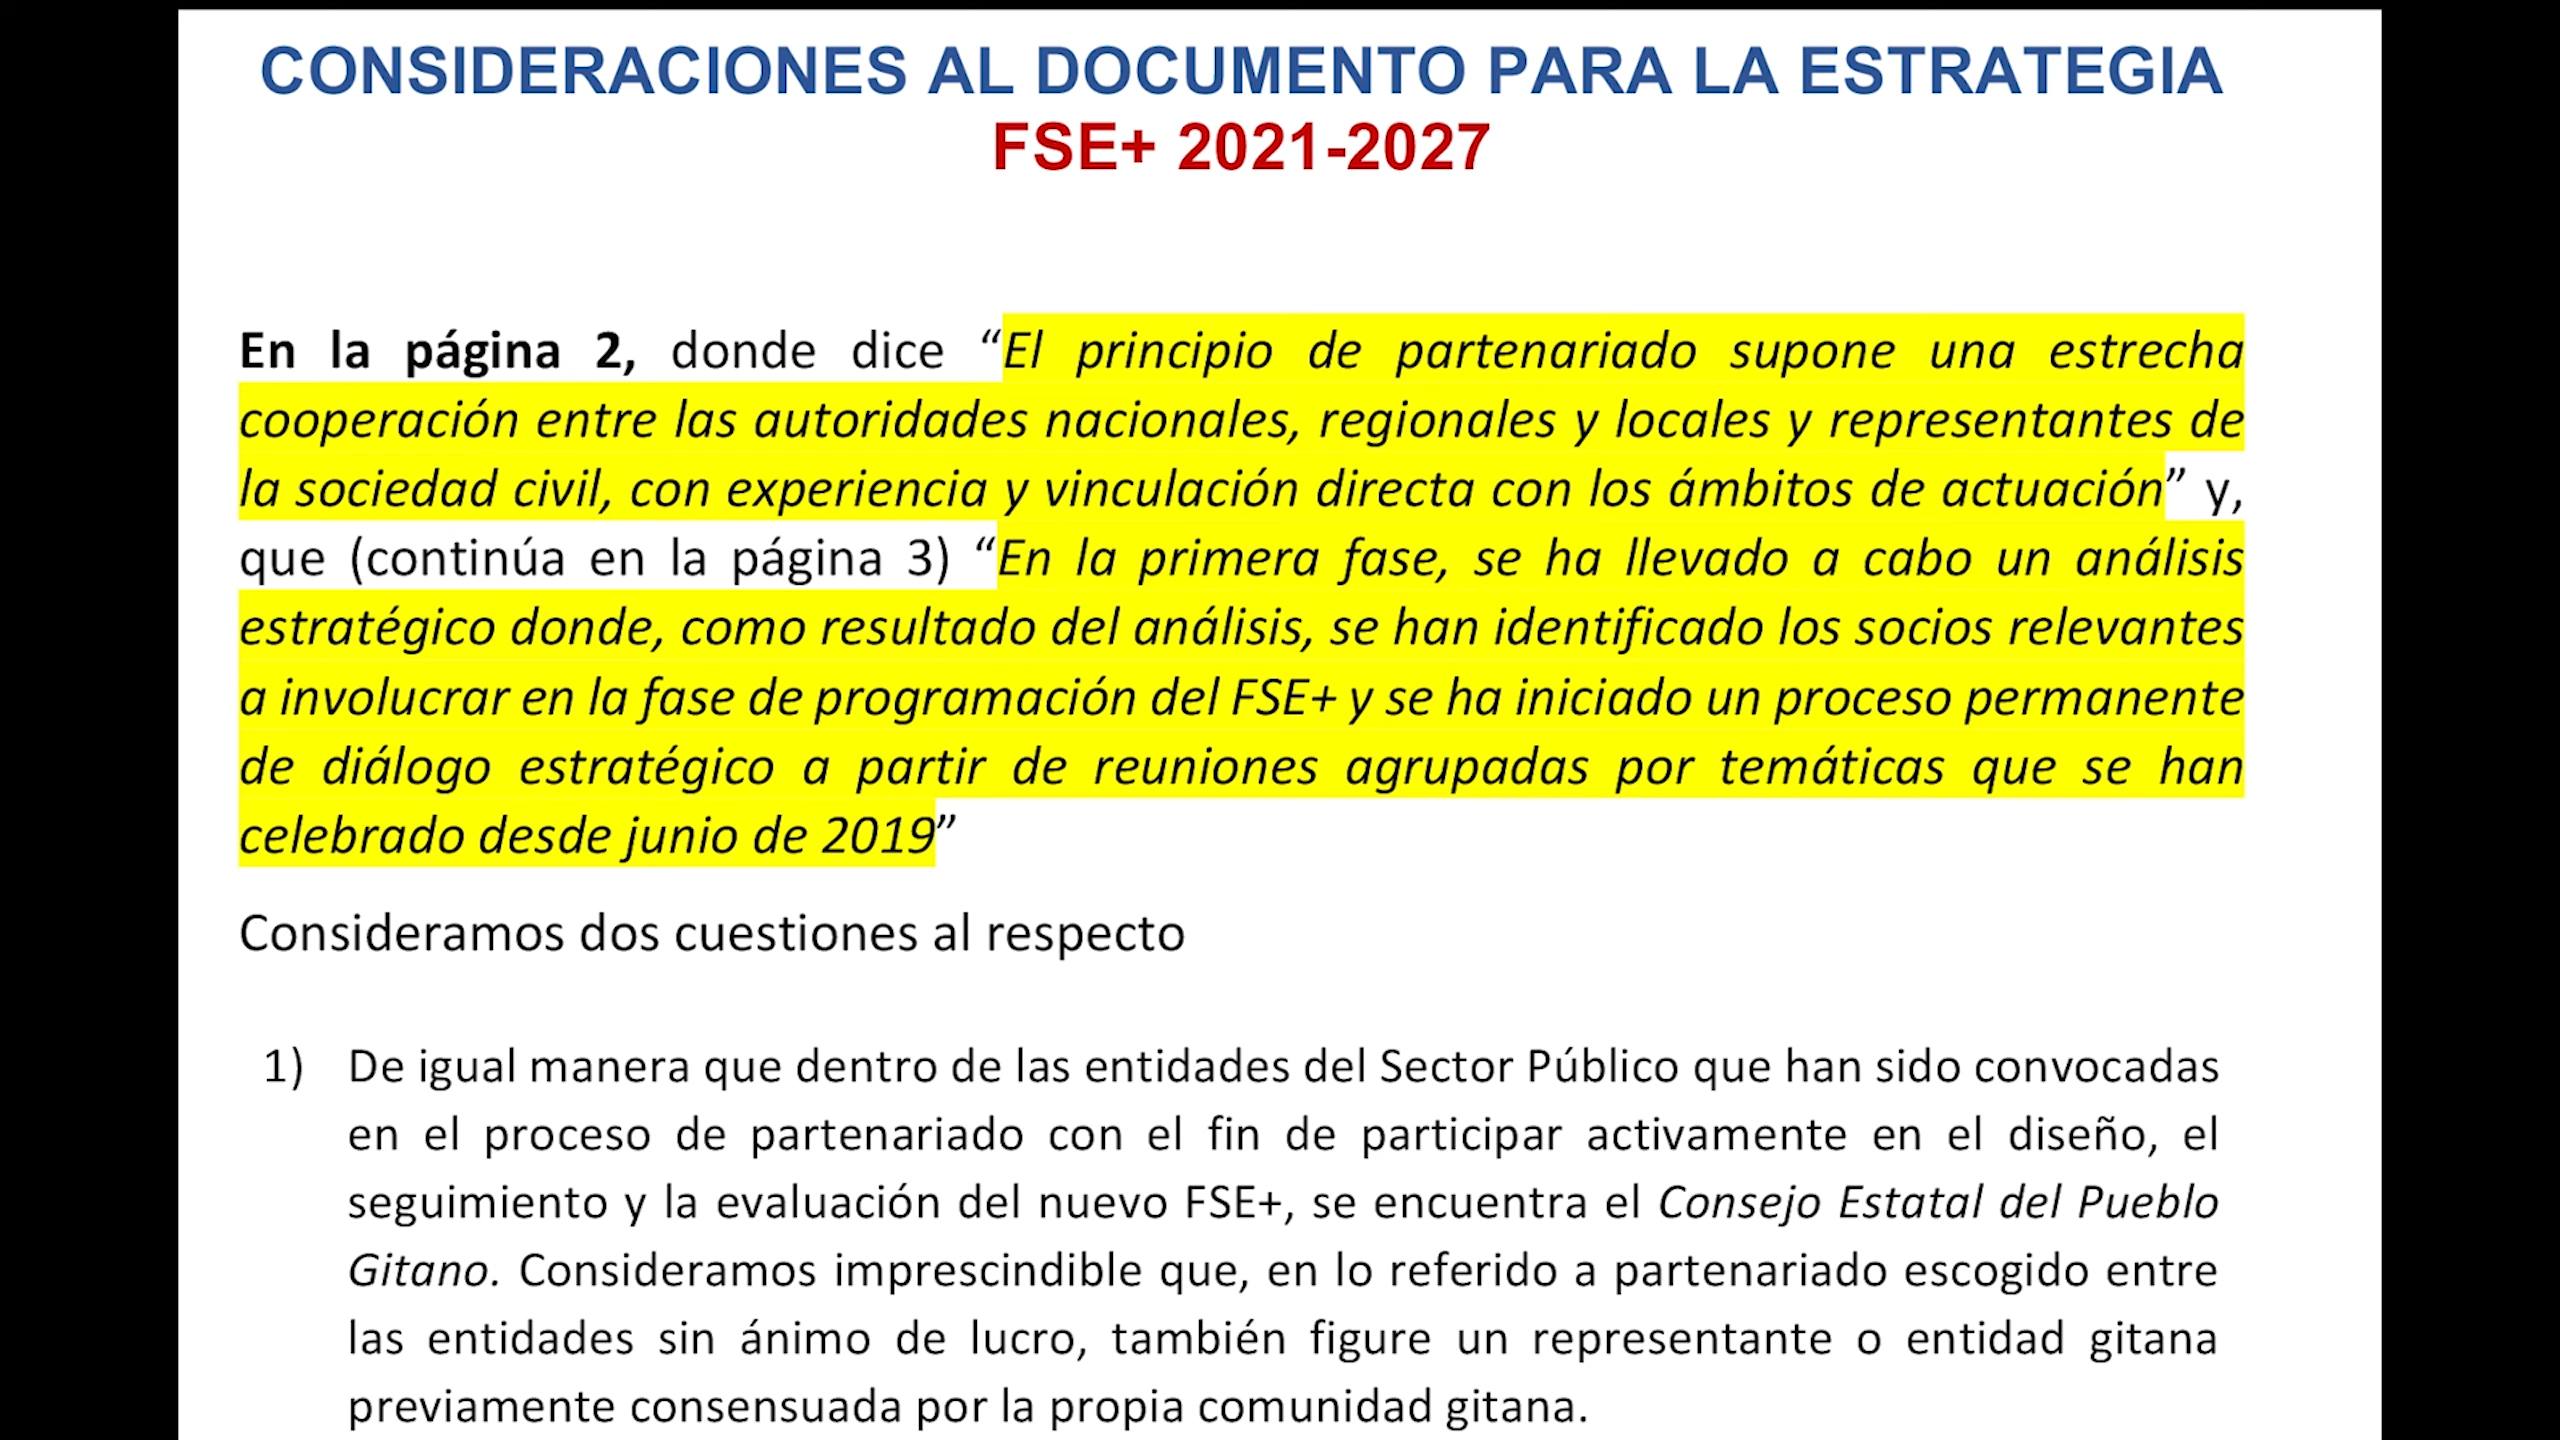 CONSIDERACIONES AL DOCUMENTO PARA LA ESTRATEGIA
FSE+ 2021-2027
En la página 2, donde dice “El principio de partenariado supone una estrecha
cooperación entre las autoridades nacionales, regionales y locales y representantes de
la sociedad civil, con experiencia y vinculación directa con los ámbitos de actuación” y,
que (continúa en la página 3) “En la primera fase, se ha llevado a cabo un análisis
estratégico donde, como resultado del análisis, se han identificado los socios relevantes
a involucrar en la fase de programación del FSE+ y se ha iniciado un proceso permanente
de diálogo estratégico a partir de reuniones agrupadas por temáticas que se han
celebrado desde junio de 2019”
Consideramos dos cuestiones al respecto
1) De igual manera que dentro de las entidades del Sector Público que han sido convocadas
en el proceso de partenariado con el fin de participar activamente en el diseño, el
seguimiento y la evaluación del nuevo FSE+, se encuentra el Consejo Estatal del Pueblo
Gitano. Consideramos imprescindible que, en lo referido a partenariado escogido entre
las entidades sin ánimo de lucro, también figure un representante o entidad gitana
previamente consensuada por la propia comunidad gitana.